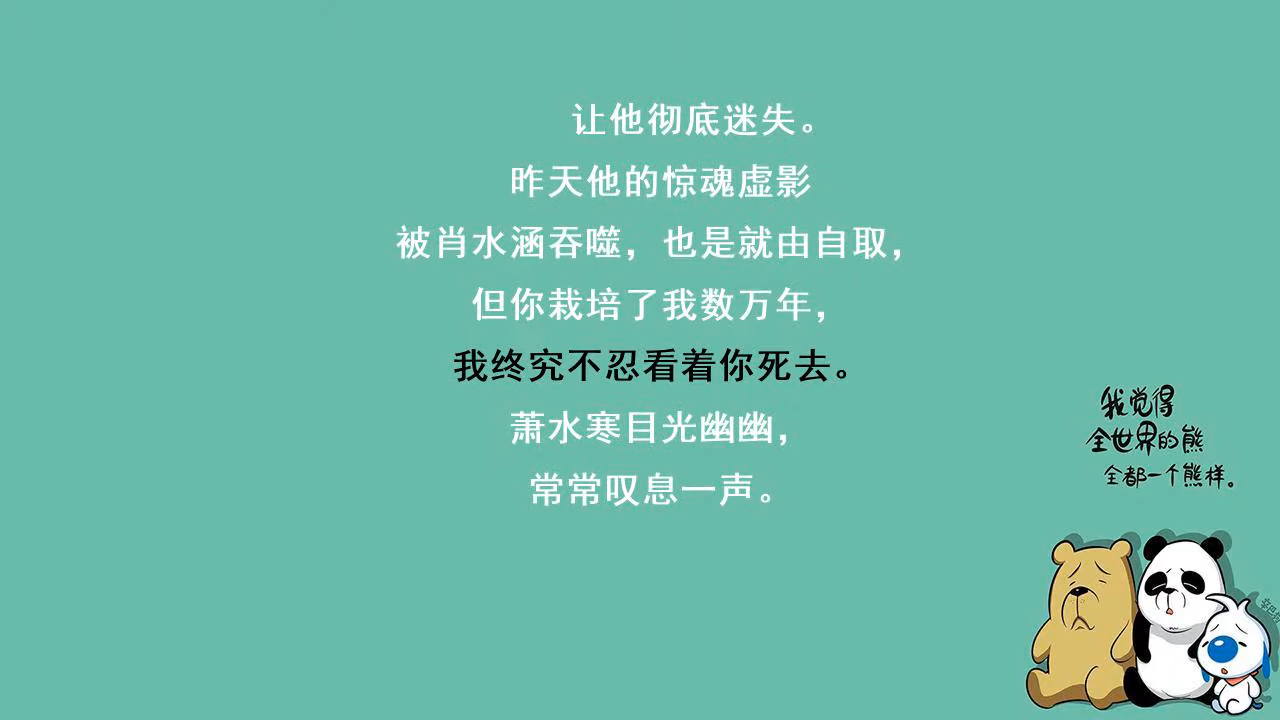 让他彻底迷失。
昨天他的惊魂虚影
被肖水涵吞噬，也是就由自取，
但你栽培了我数万年，
我终究不忍看着你死去。
萧水寒目光幽幽，
常常叹息一声。
我觉得
全世界的熊
全都一个熊样。